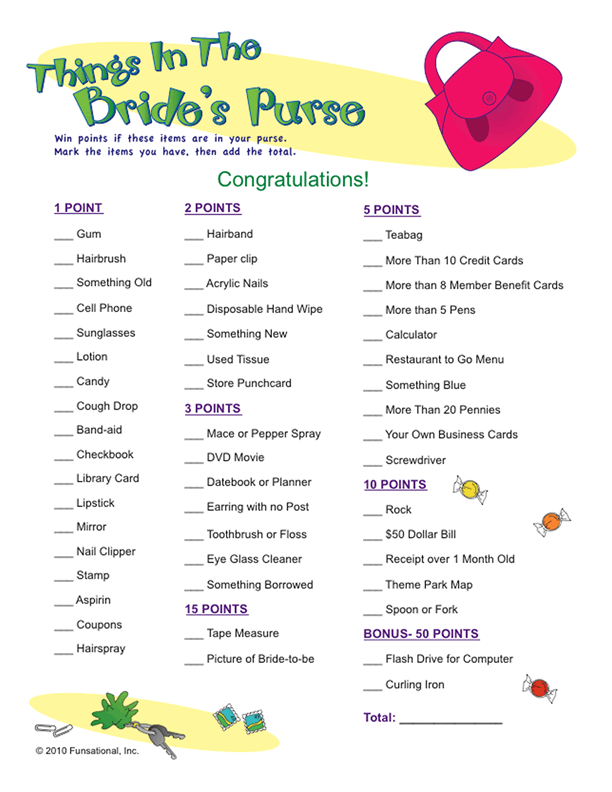 Things In The
Bride's Purse
Win points if these items are in your purse.
Mark the items you have, then add the total.
Congratulations!
1 POINT
___ Gum
___ Hairbrush
___ Something Old
___ Cell Phone
___ Sunglasses
___ Lotion
___ Candy
___ Cough Drop
___ Band-aid
___ Checkbook
___ Library Card
___ Lipstick
___ Mirror
___ Nail Clipper
___ Stamp
___ Aspirin
___ Coupons
___ Hairspray
2 POINTS
___ Hairband
___ Paper clip
___ Acrylic Nails
___ Disposable Hand Wipe
___ Something New
___ Used Tissue
___ Store Punchcard
3 POINTS
___ Mace or Pepper Spray
___ DVD Movie
___ Datebook or Planner
___ Earring with no Post
___ Toothbrush or Floss
___ Eye Glass Cleaner
___ Something Borrowed
15 POINTS
___ Tape Measure
___ Picture of Bride-to-be
5 POINTS
___ Teabag
___ More Than 10 Credit Cards
___ More than 8 Member Benefit Cards
___ More than 5 Pens
___ Calculator
___ Restaurant to Go Menu
___ Something Blue
___ More Than 20 Pennies
___ Your Own Business Cards
___ Screwdriver
10 POINTS
___ Rock
___ $50 Dollar Bill
___ Receipt over 1 Month Old
___ Theme Park Map
___ Spoon or Fork
BONUS- 50 POINTS
___ Flash Drive for Computer
___ Curling Iron
Total: _______________
© 2010 Funsational, Inc.